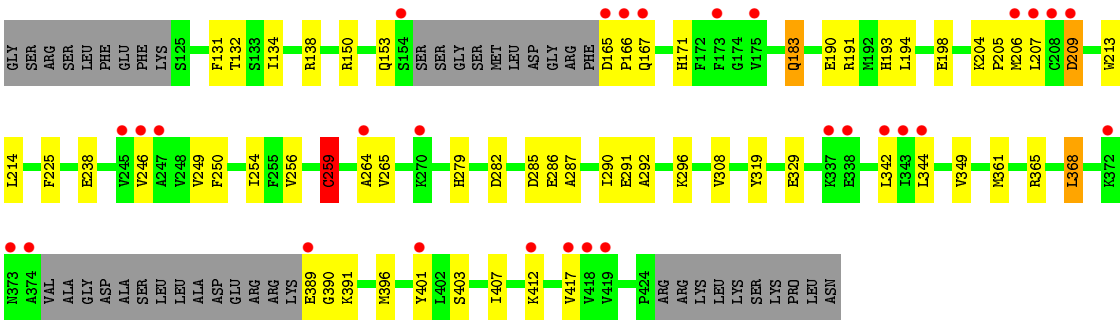 GLY SER ARG SER LEU PHE GLU PHE LYS S125 F131 T132 S133 I134 R138 R150 Q153 S154 SER SER GLY SER MET LEU ASP GLY ARG PHE D165 P166 Q167 H171 F172 F173 G174 V175 Q183 E190 R191 M192 H193 L194 E198 K204 P205 M206 L207 C208 D209 W213
L214 F225 E238 V245 V246 A247 V248 V249 F250 I254 F255 V256 C259 A264 V265 K270 H279 D282 D285 E286 A287 I290 E291 A292 K296 V308 Y319 E329 K337 E338 L342 I343 L344 V349 M361 R365 L368 K372
N373 A374 VAL ALA GLY ASP ALA SER LEU LEU ALA ASP GLU ARG ARG LYS E389 G390 K391 M396 Y401 L402 S403 I407 K412 V417 V418 V419 P424 ARG ARG LYS LEU LYS SER LYS PRO LEU ASN